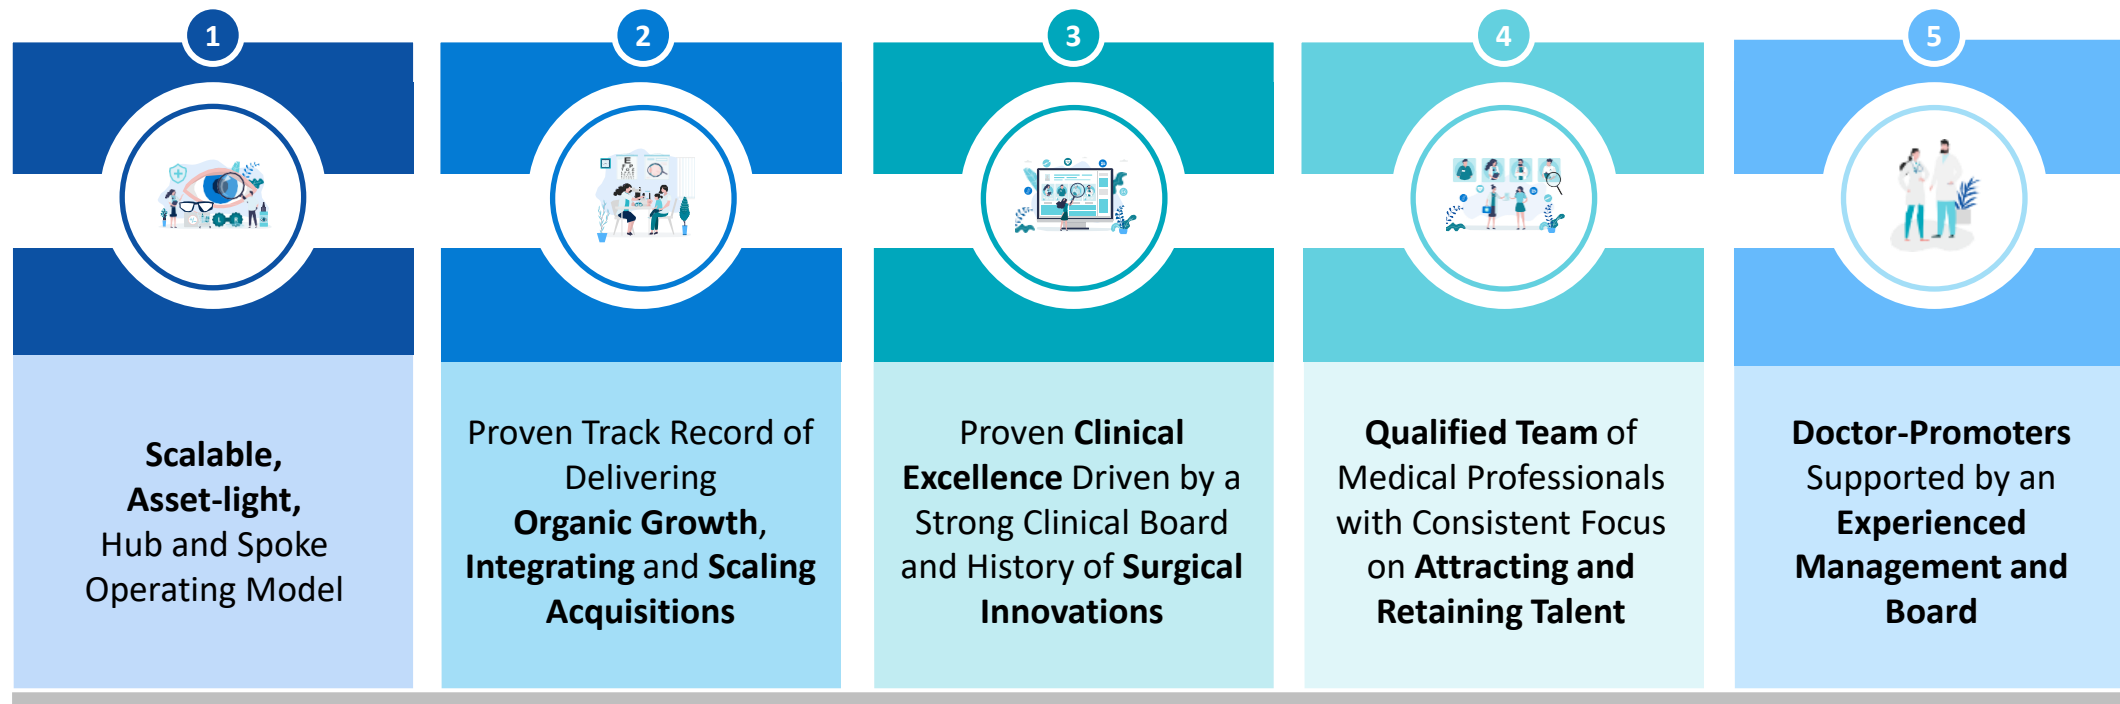 1
Scalable,
Asset-light,
Hub and Spoke
Operating Model
2
Proven Track Record of
Delivering
Organic Growth,
Integrating and Scaling
Acquisitions
3
Proven Clinical
Excellence Driven by a
Strong Clinical Board
and History of Surgical
Innovations
4
Qualified Team of
Medical Professionals
with Consistent Focus
on Attracting and
Retaining Talent
5
Doctor-Promoters
Supported by an
Experienced
Management and
Board